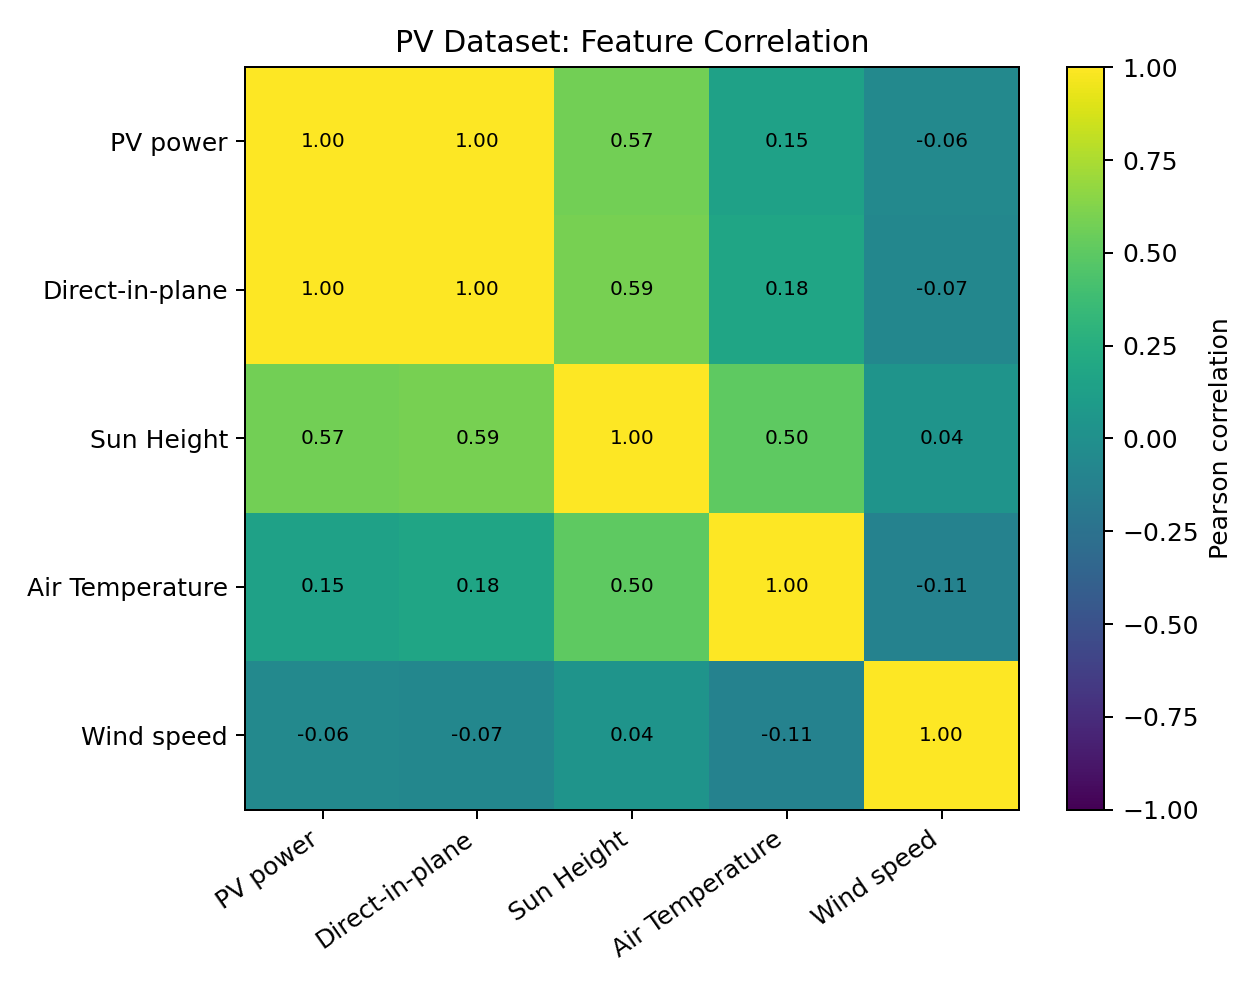 PV Dataset: Feature Correlation
PV power 1.00 1.00 0.57 0.15 -0.06
Direct-in-plane 1.00 1.00 0.59 0.18 -0.07
Sun Height 0.57 0.59 1.00 0.50 0.04
Air Temperature 0.15 0.18 0.50 1.00 -0.11
Wind speed -0.06 -0.07 0.04 -0.11 1.00
PV power
Direct-in-plane
Sun Height
Air Temperature
Wind speed
1.00
0.75
0.50
0.25
0.00
−0.25
−0.50
−0.75
−1.00
Pearson correlation